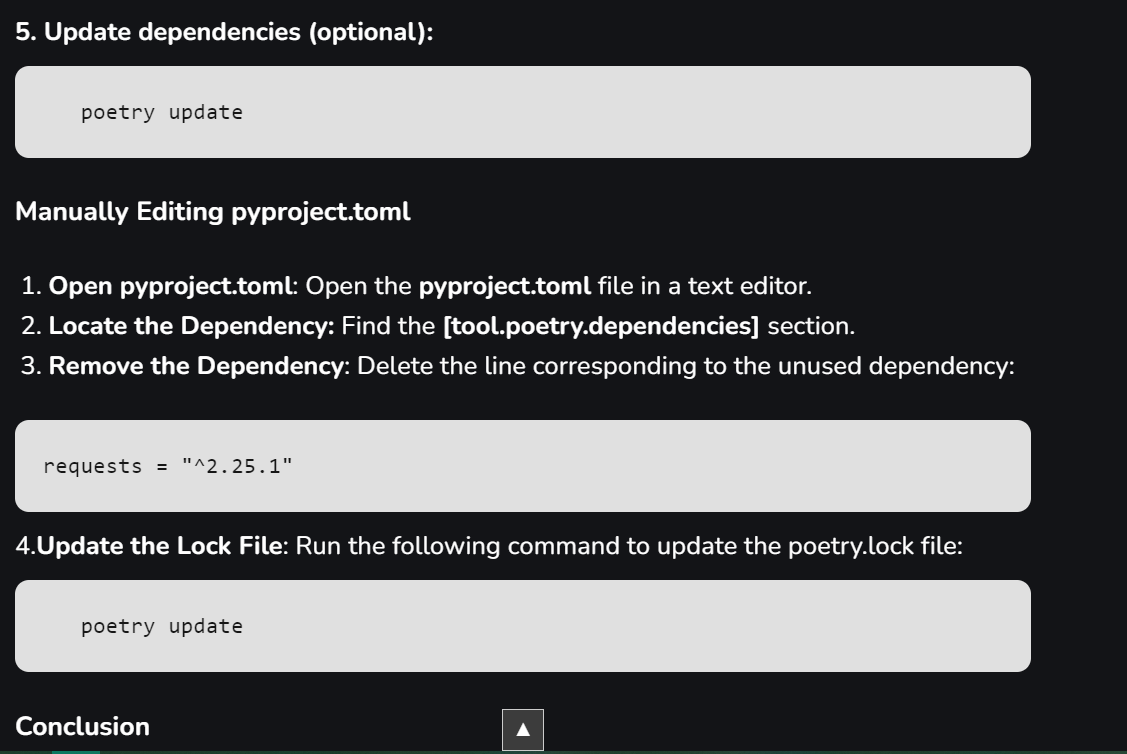 5. Update dependencies (optional):
poetry update
Manually Editing pyproject.toml
1. Open pyproject.toml: Open the pyproject.toml file in a text editor.
2. Locate the Dependency: Find the [tool.poetry.dependencies] section.
3. Remove the Dependency: Delete the line corresponding to the unused dependency:
requests = "^2.25.1"
4.Update the Lock File: Run the following command to update the poetry.lock file:
poetry update
Conclusion